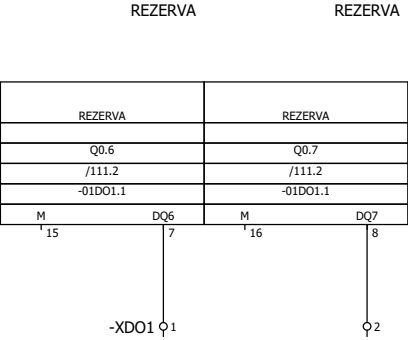 REZERVA REZERVA
REZERVA REZERVA
Q0.6 Q0.7
/111.2 /111.2
-01DO1.1 -01DO1.1
M DQ6 M DQ7
15 7 16 8
-XDO1 1 2